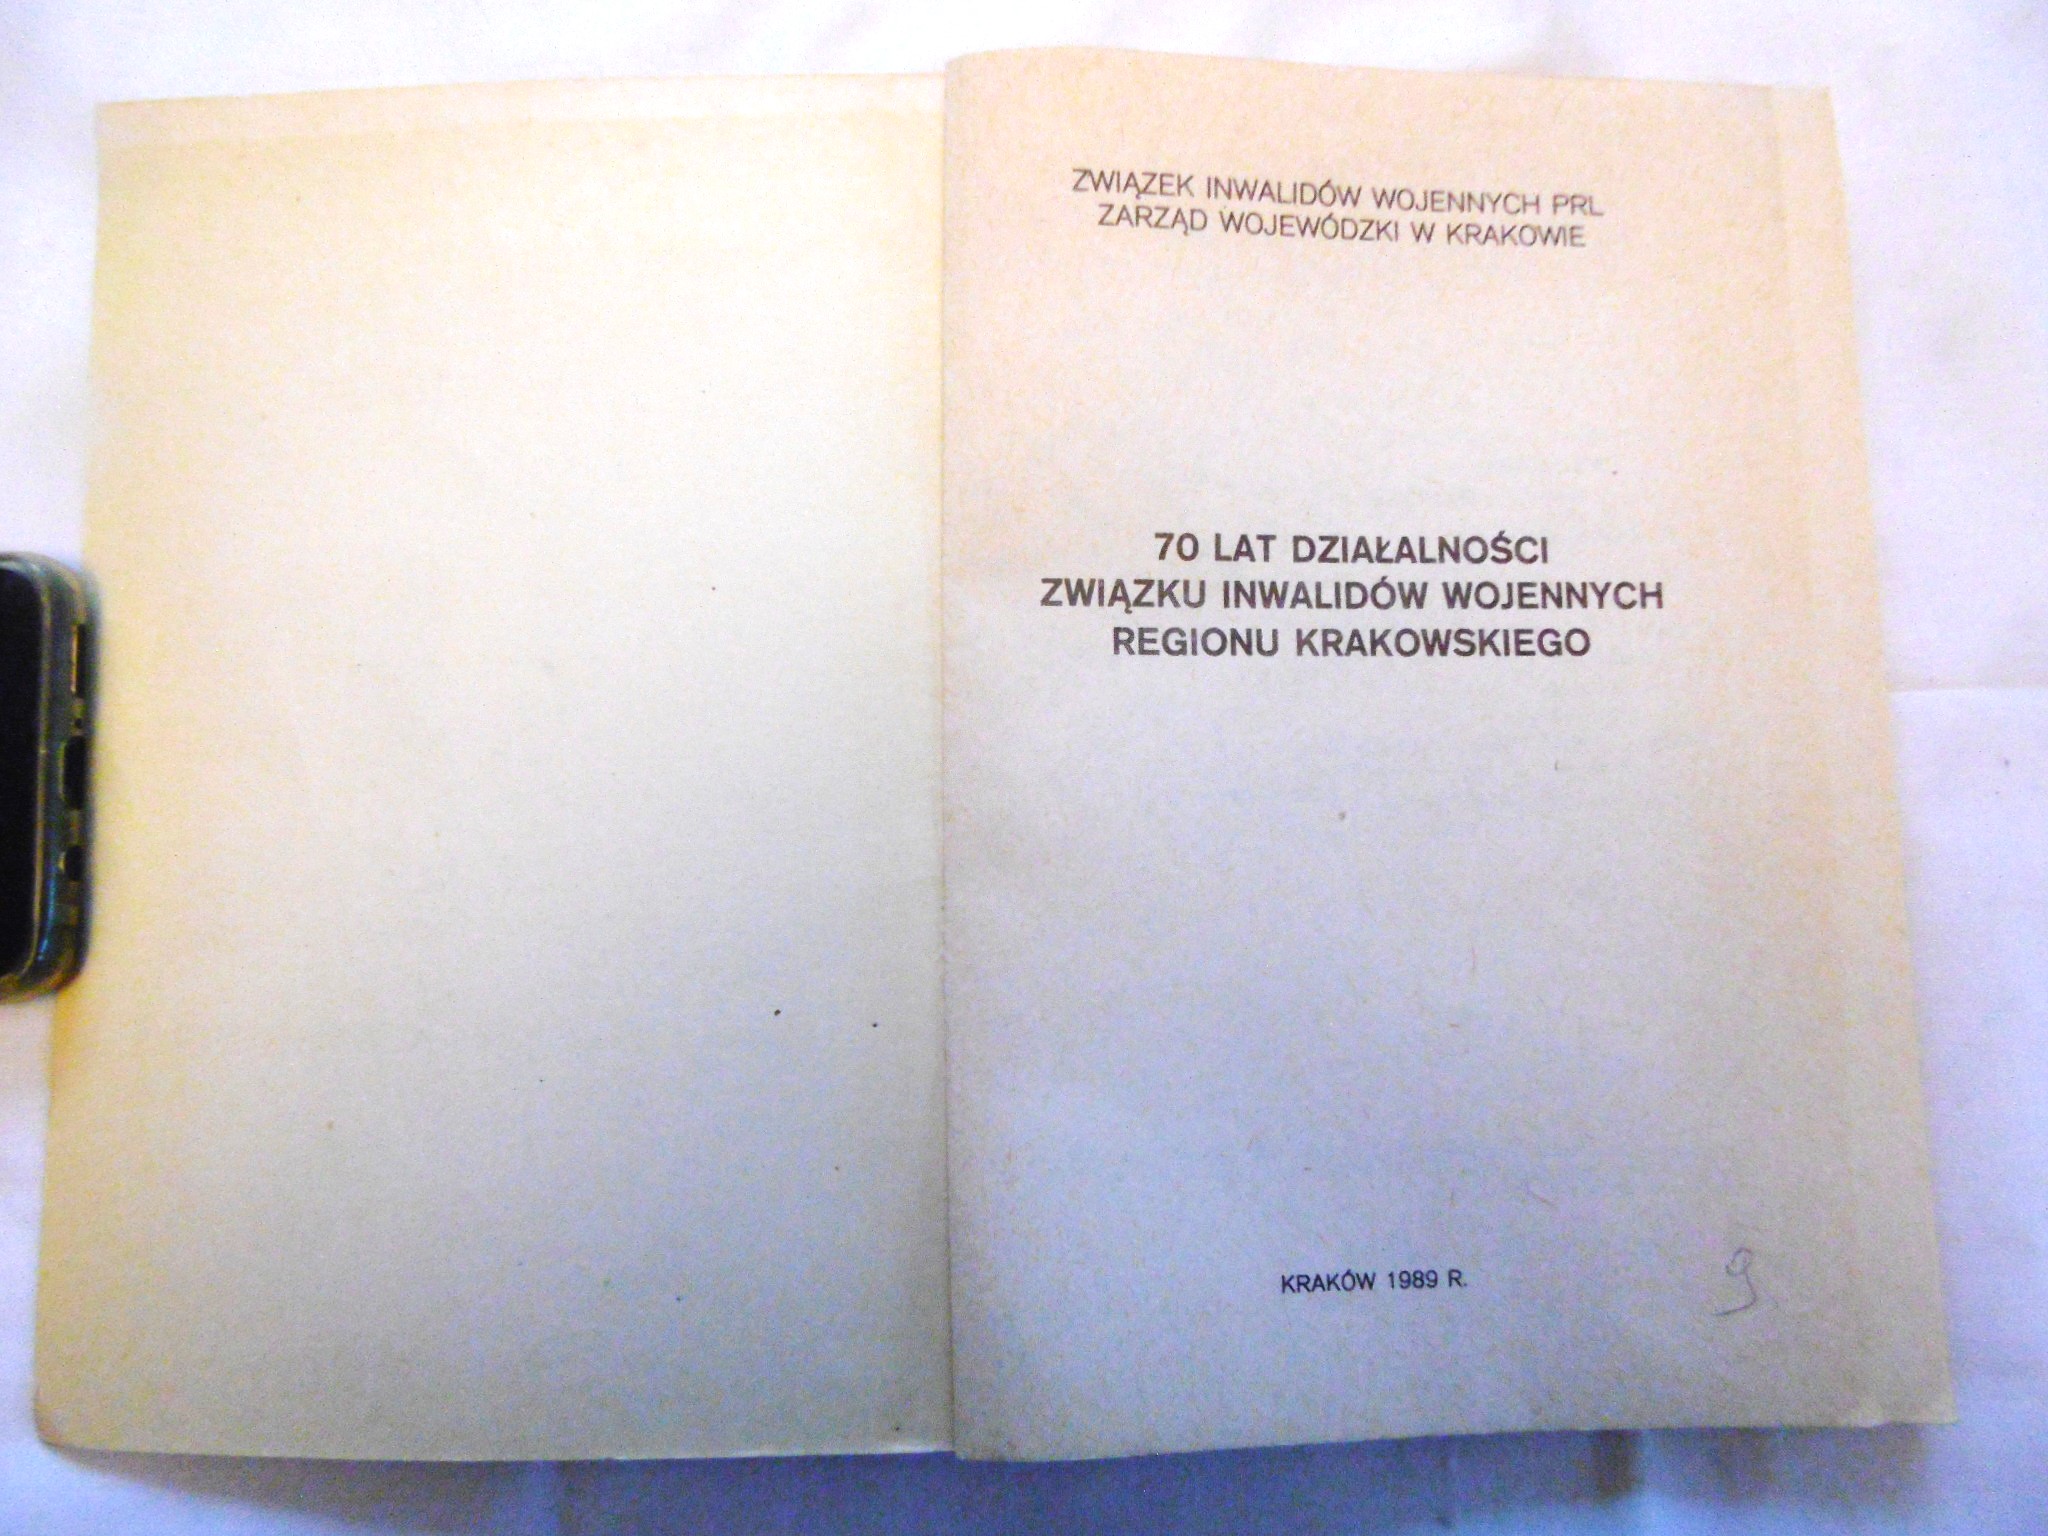 ZWIĄZEK INWALIDÓW WOJENNYCH PRL
ZARZĄD WOJEWÓDZKI W KRAKOWIE
70 LAT DZIAŁALNOŚCI
ZWIĄZKU INWALIDÓW WOJENNYCH
REGIONU KRAKOWSKIEGO
KRAKÓW 1989 R.
9